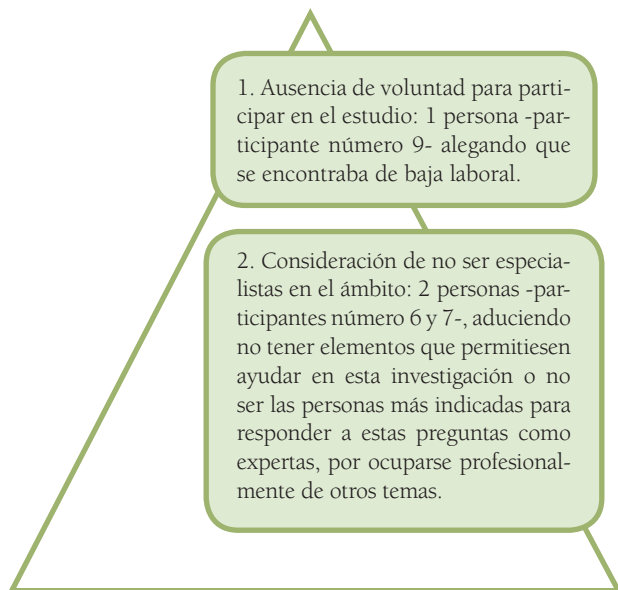 1. Ausencia de voluntad para parti-
cipar en el estudio: 1 persona -par-
ticipante número 9- alegando que
se encontraba de baja laboral.
2. Consideración de no ser especia-
listas en el ámbito: 2 personas -par-
ticipantes número 6 y 7-, aduciendo
no tener elementos que permitiesen
ayudar en esta investigación o no
ser las personas más indicadas para
responder a estas preguntas como
expertas, por ocuparse profesional-
mente de otros temas.